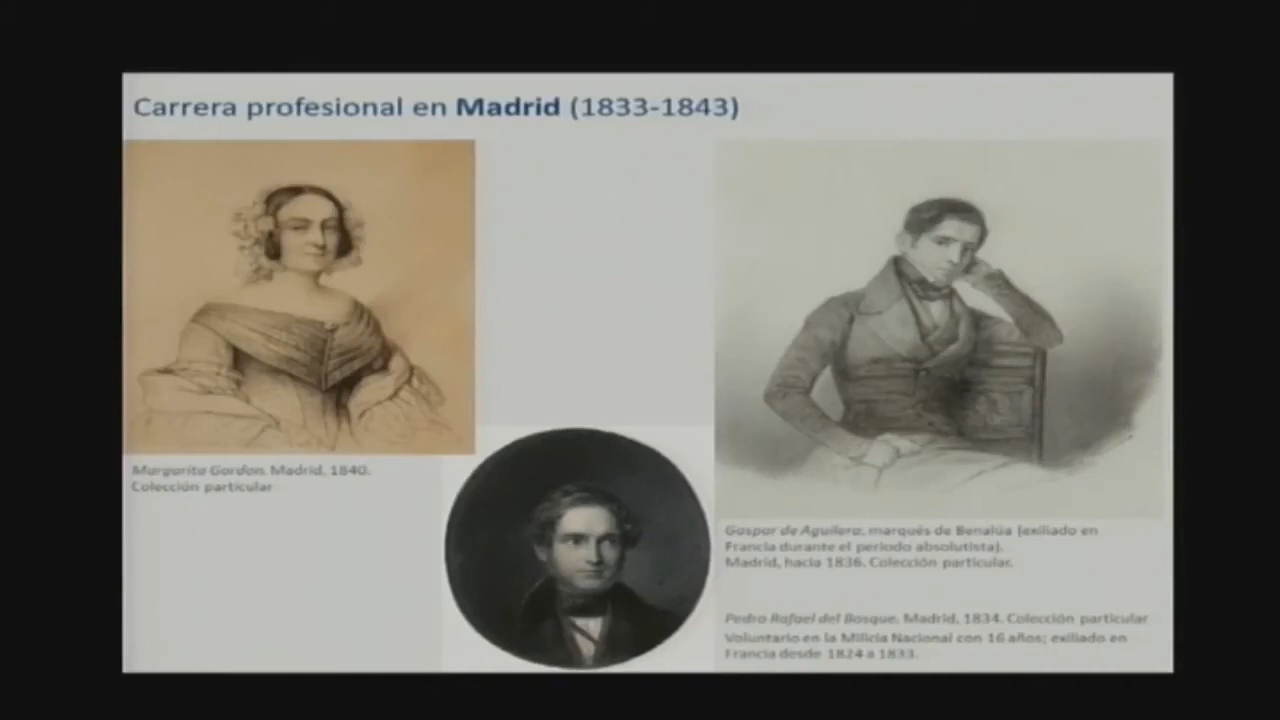 Carrera profesional en Madrid (1833-1843)
Margarita Gordon. Madrid, 1840.
Colección particular
Gaspar de Aguilera, marqués de Benalúa (exiliado en
Francia durante el periodo absolutista).
Madrid, hacia 1836. Colección particular.
Pedro Rafael del Bosque. Madrid, 1834. Colección particular
Voluntario en la Milicia Nacional con 16 años; exiliado en
Francia desde 1824 a 1833.